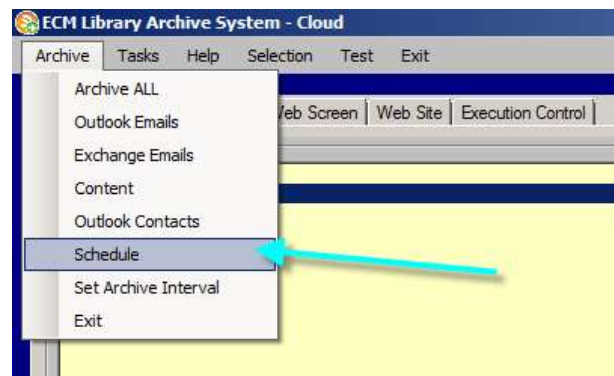 ECM Library Archive System - Cloud
Archive Tasks Help Selection Test Exit
Archive ALL
Outlook Emails
Web Screen Web Site Execution Control
Exchange Emails
Content
Outlook Contacts
Schedule
Set Archive Interval
Exit